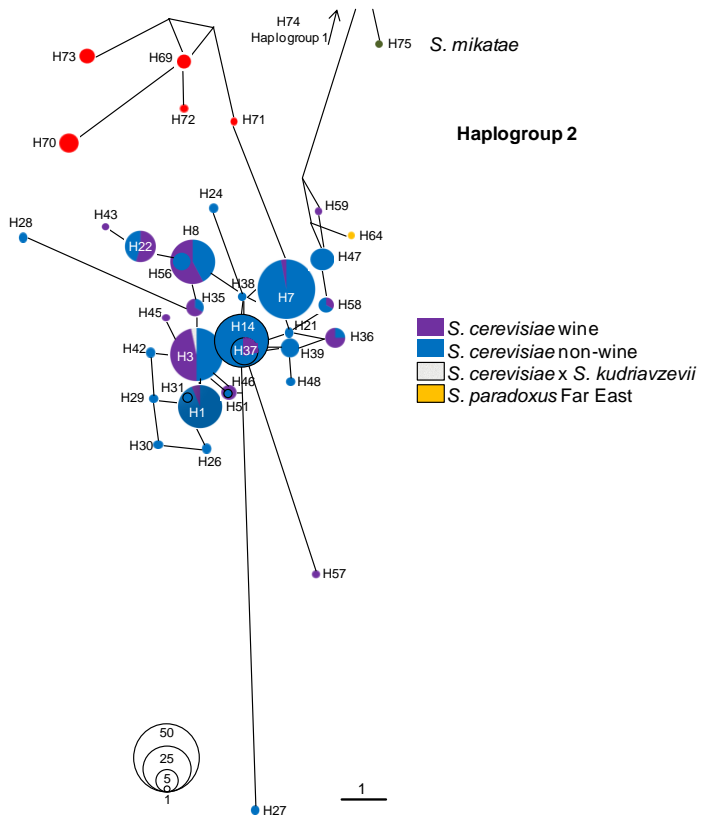 H74
Haplogroup 1
H75
S. mikatae
H73
H69
H72
H71
H70
Haplogroup 2
H24
H59
H28
H43
H8
H64
H22
H47
H56
H38
H7
H35
H58
H45
H14
H21
H36
H42
H3
H37
H39
H31
H46
H48
H29
H1
H51
H30
H26
S. cerevisiae wine
S. cerevisiae non-wine
S. cerevisiae x S. kudriavzevii
S. paradoxus Far East
H57
50
25
5
1
1
H27